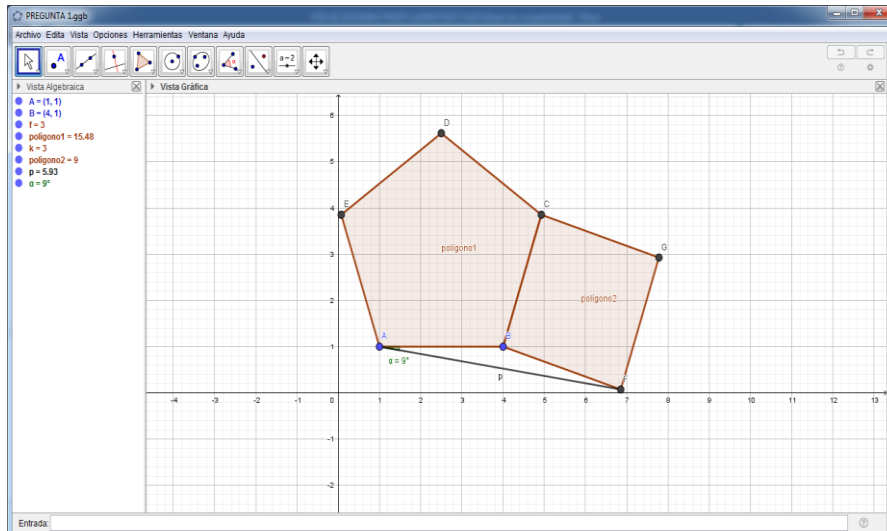 PREGUNTA 1.ggb
Archivo Edita Vista Opciones Herramientas Ventana Ayuda
A
a=2
Vista Algebraica
Vista Gráfica
A = (1, 1)
B = (4, 1)
f = 3
poligono1 = 15.48
k = 3
poligono2 = 9
p = 5.93
α = 9°
6
5
4
3
2
1
0
-1
-2
-4 -3 -2 -1 0 1 2 3 4 5 6 7 8 9 10 11 12 13
D
E
C
poligono1
G
poligono2
A
B
α = 9°
p
Entrada: